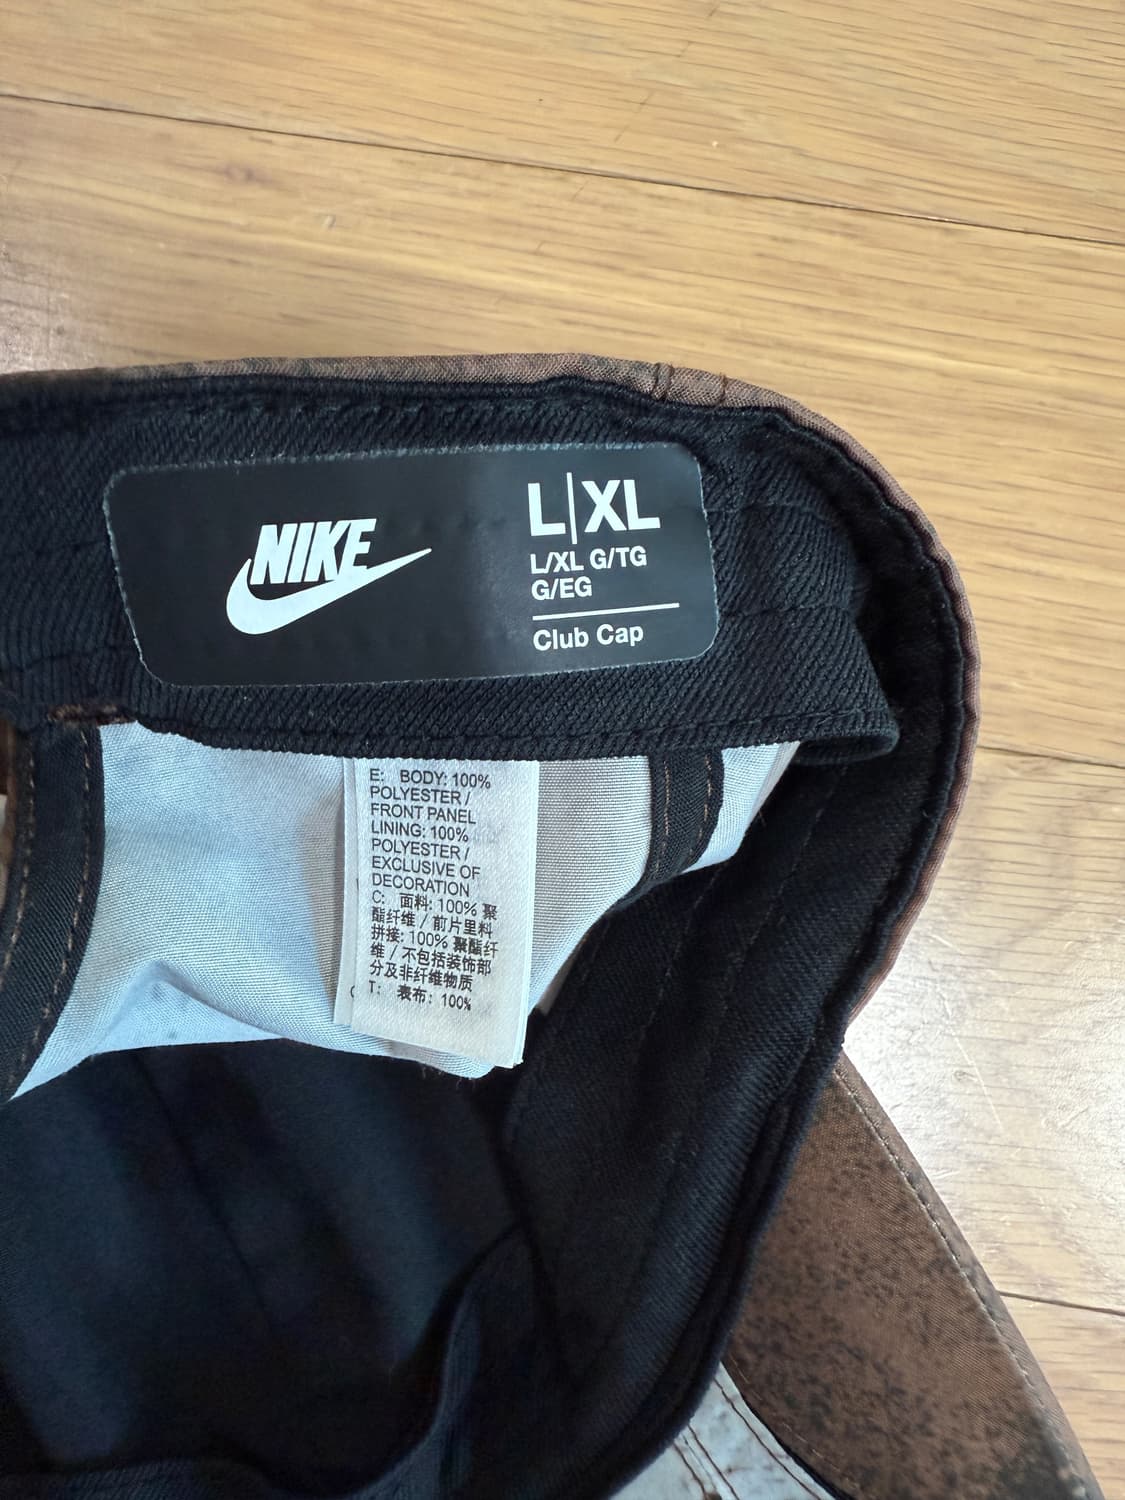 NIKE
L|XL
L/XL G/TG
G/EG
Club Cap
E: BODY: 100%
POLYESTER /
FRONT PANEL
LINING: 100%
POLYESTER /
EXCLUSIVE OF
DECORATION
C: 面料: 100% 聚
酯纤维 / 前片里料
拼接: 100% 聚酯纤
维 / 不包括装饰部
分及非纤维物质
T: 表布: 100%